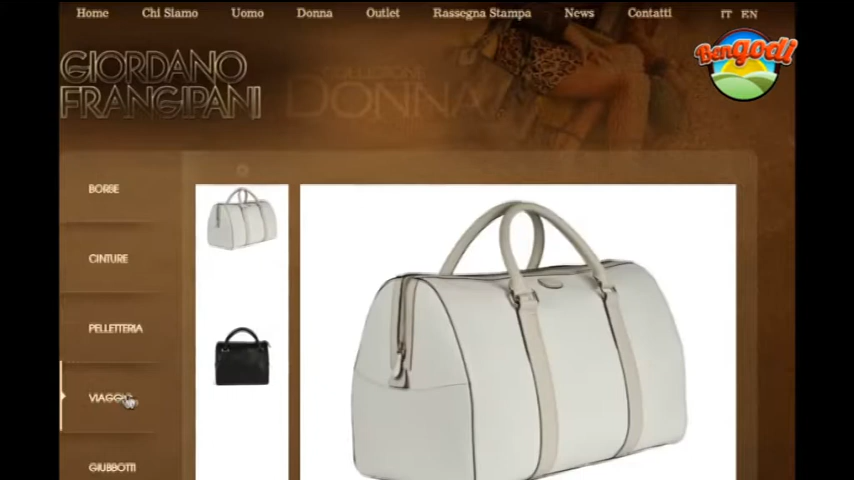 Home Chi Siamo Uomo Donna Outlet Rassegna Stampa News Contatti IT EN
Bengodi
GIORDANO
FRANGIPANI
COLLEZIONE
DONNA
BORSE
CINTURE
PELLETTERIA
VIAGGIO
GIUBBOTTI